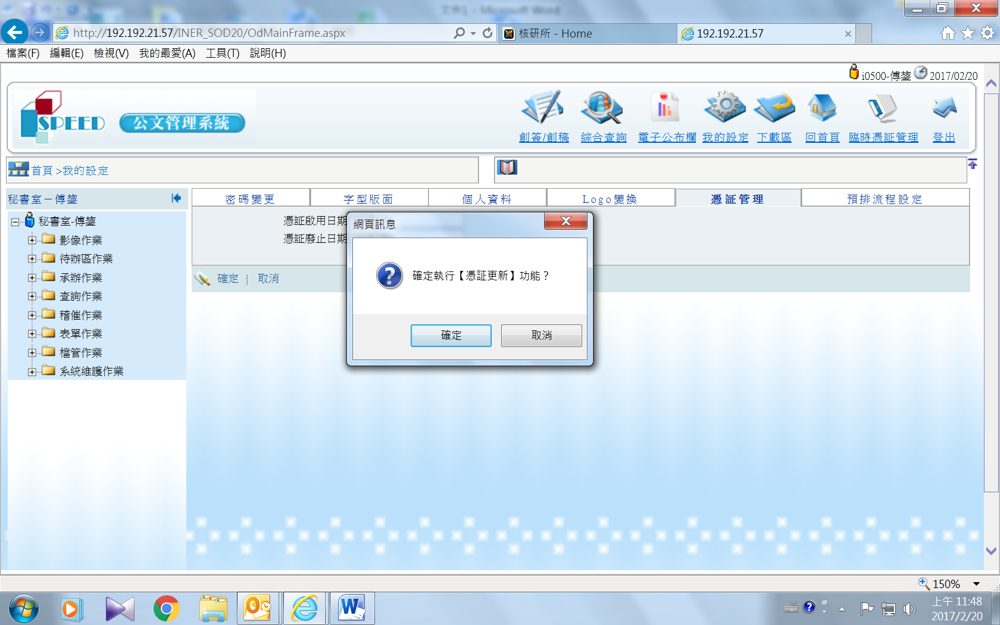 文件1 - Microsoft Word
http://192.192.21.57/INER_SOD20/OdMainFrame.aspx
核研所 - Home
192.192.21.57
檔案(F) 編輯(E) 檢視(V) 我的最愛(A) 工具(T) 說明(H)
i0500-傅鋆 2017/02/20
SPEED 公文管理系統
創簽/創稿 綜合查詢 電子公布欄 我的設定 下載區 回首頁 臨時憑証管理 登出
首頁 >我的設定
秘書室－傅鋆
密碼變更 字型版面 個人資料 Logo變換 憑証管理 預排流程設定
秘書室-傅鋆
影像作業
待辦區作業
承辦作業
查詢作業
稽催作業
表單作業
檔管作業
系統維護作業
憑証啟用日期
憑証廢止日期
確定 | 取消
網頁訊息
確定執行【憑証更新】功能？
確定 取消
150%
上午 11:48
2017/2/20